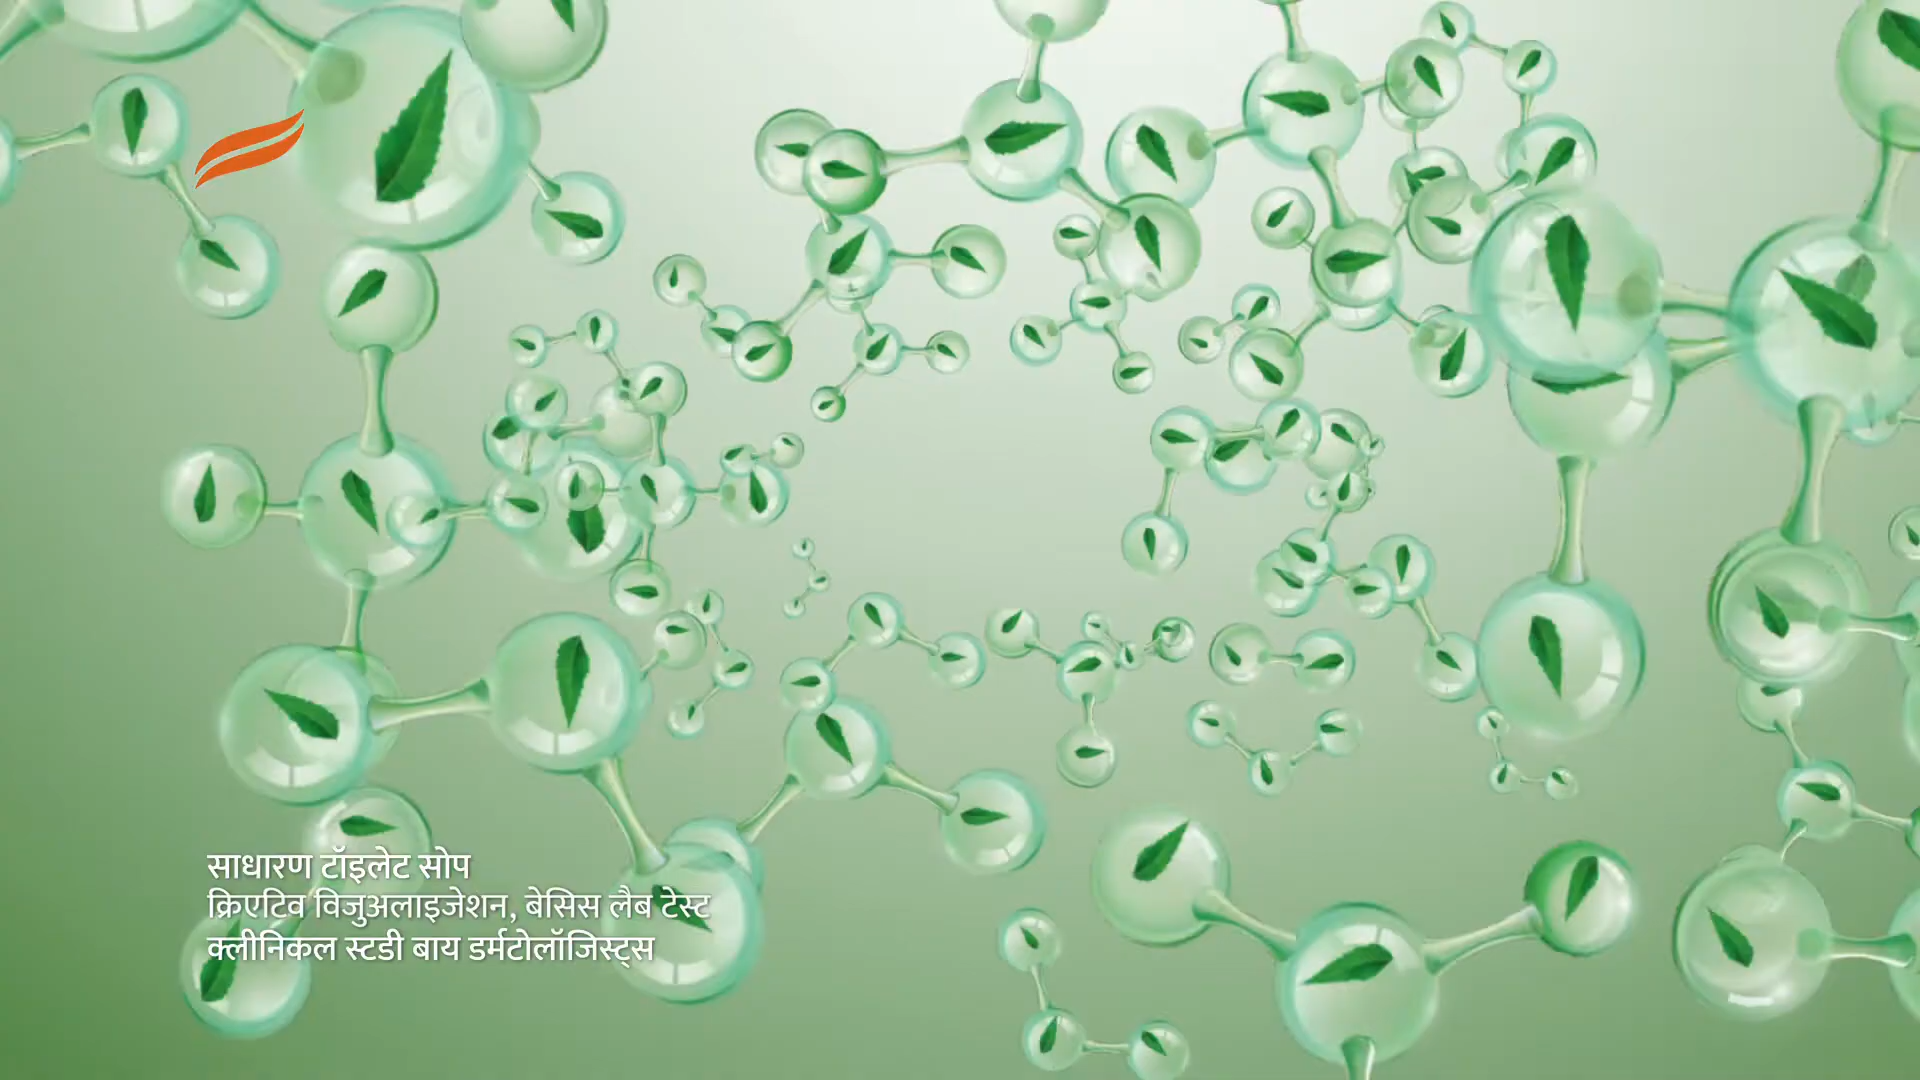 साधारण टॉइलेट सोप
क्रिएटिव विजुअलाइजेशन, बेसिस लैब टेस्ट
क्लीनिकल स्टडी बाय डर्मटोलॉजिस्ट्स